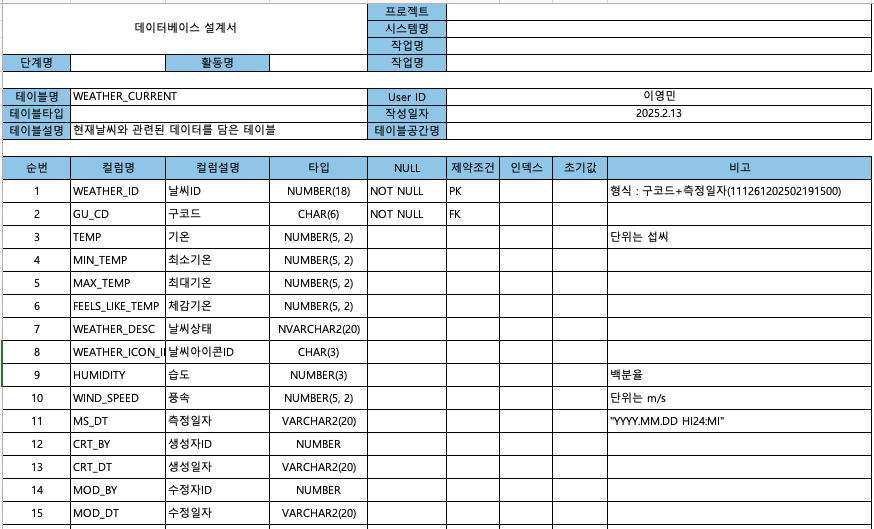 데이터베이스 설계서
프로젝트
시스템명
작업명
단계명 활동명 작업명
테이블명 WEATHER_CURRENT User ID 이영민
테이블타입 작성일자 2025.2.13
테이블설명 현재날씨와 관련된 데이터를 담은 테이블 테이블공간명
순번 컬럼명 컬럼설명 타입 NULL 제약조건 인덱스 초기값 비고
1 WEATHER_ID 날씨ID NUMBER(18) NOT NULL PK 형식 : 구코드+측정일자(111261202502191500)
2 GU_CD 구코드 CHAR(6) NOT NULL FK
3 TEMP 기온 NUMBER(5, 2) 단위는 섭씨
4 MIN_TEMP 최소기온 NUMBER(5, 2)
5 MAX_TEMP 최대기온 NUMBER(5, 2)
6 FEELS_LIKE_TEMP 체감기온 NUMBER(5, 2)
7 WEATHER_DESC 날씨상태 NVARCHAR2(20)
8 WEATHER_ICON_I 날씨아이콘ID CHAR(3)
9 HUMIDITY 습도 NUMBER(3) 백분율
10 WIND_SPEED 풍속 NUMBER(5, 2) 단위는 m/s
11 MS_DT 측정일자 VARCHAR2(20) "YYYY.MM.DD HI24:MI"
12 CRT_BY 생성자ID NUMBER
13 CRT_DT 생성일자 VARCHAR2(20)
14 MOD_BY 수정자ID NUMBER
15 MOD_DT 수정일자 VARCHAR2(20)